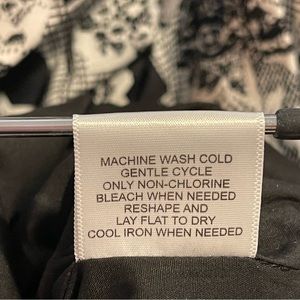 MACHINE WASH COLD
GENTLE CYCLE
ONLY NON-CHLORINE
BLEACH WHEN NEEDED
RESHAPE AND
LAY FLAT TO DRY
COOL IRON WHEN NEEDED